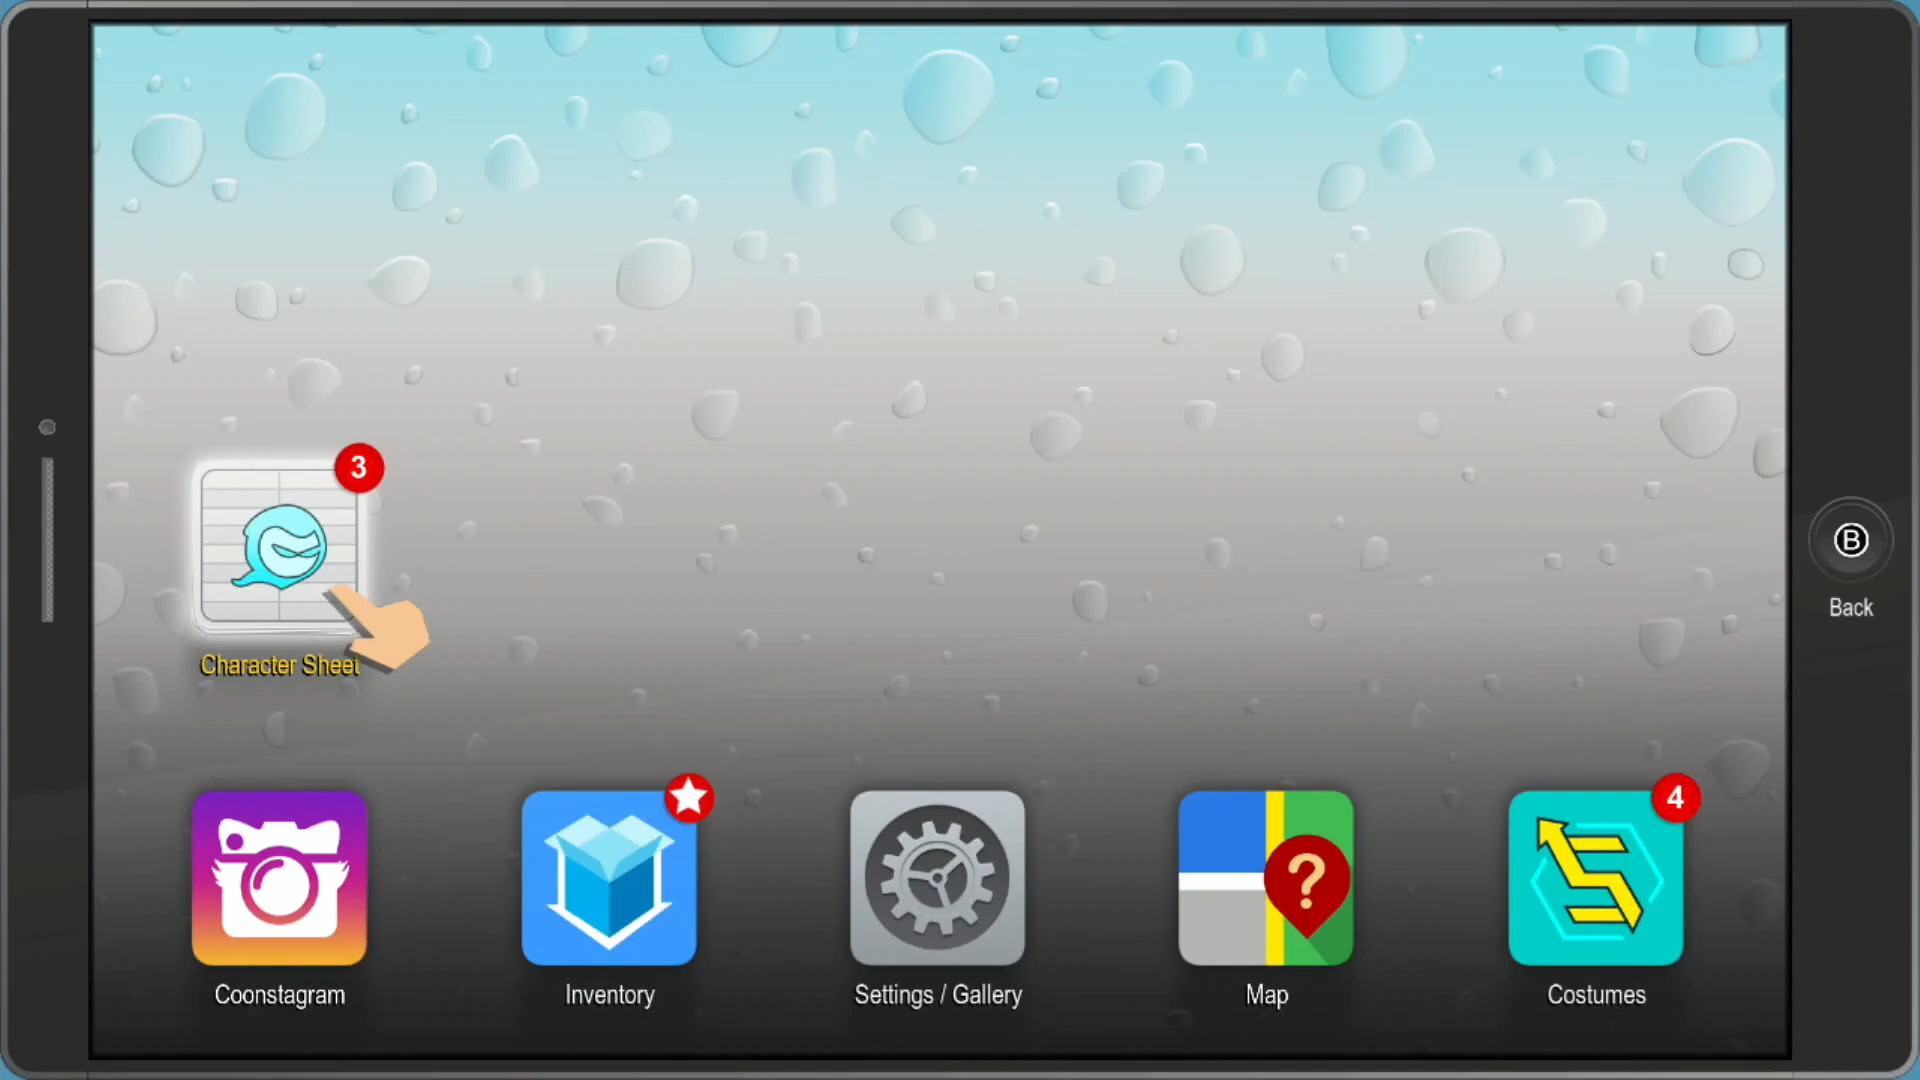 3
B
Back
Character Sheet
4
?
Coonstagram
Inventory
Settings / Gallery
Map
Costumes